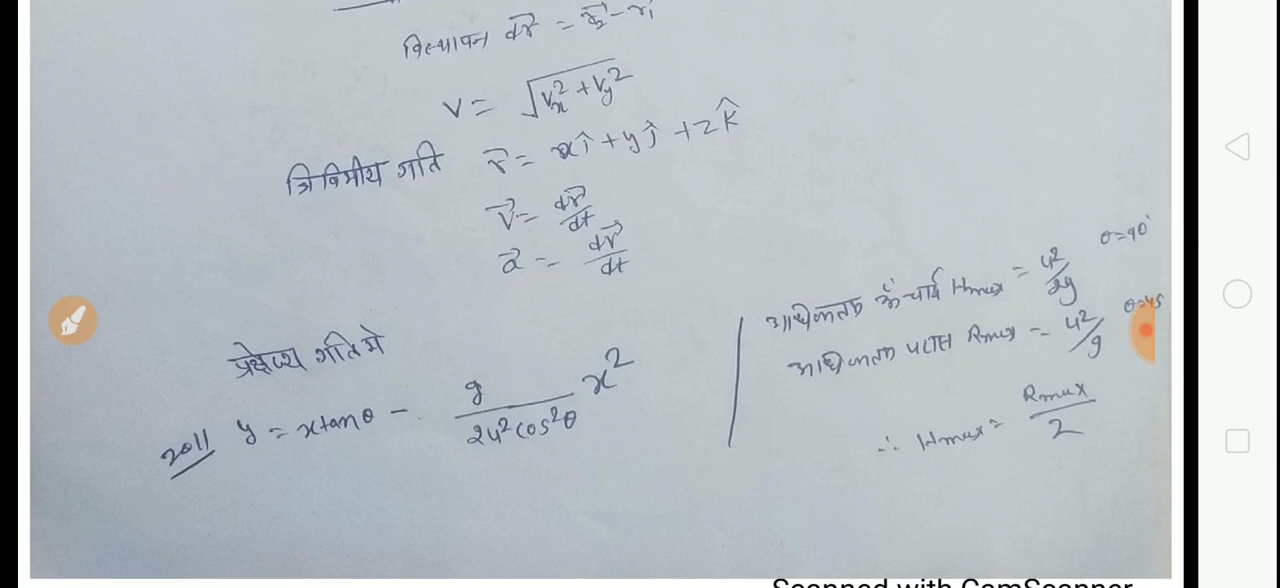 विस्थापन d𝑟⃗ = 𝑟⃗₂ - 𝑟⃗₁
V = √(Vx² + Vy²)
त्रिविमीय गति r⃗ = xî + yĵ + zk̂
V⃗ = dr⃗/dt
a⃗ = dv⃗/dt
प्रक्षेप्य गति मे
2011 y = xtanθ - g/(2u²cos²θ) x²
अधिकतम ऊँचाई Hmax = u²/2g θ=90°
अधिकतम परास Rmax = u²/g θ=45
∴ Hmax = Rmax/2
Scanned with CamScanner